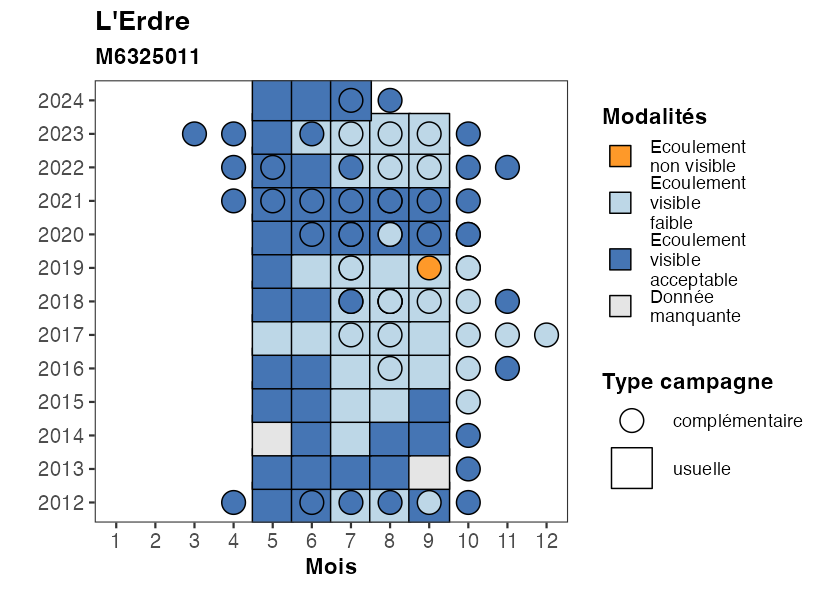 L'Erdre
M6325011
2024
2023
2022
2021
2020
2019
2018
2017
2016
2015
2014
2013
2012
1 2 3 4 5 6 7 8 9 10 11 12
Mois
Modalités
Ecoulement
non visible
Ecoulement
visible
faible
Ecoulement
visible
acceptable
Donnée
manquante
Type campagne
complémentaire
usuelle